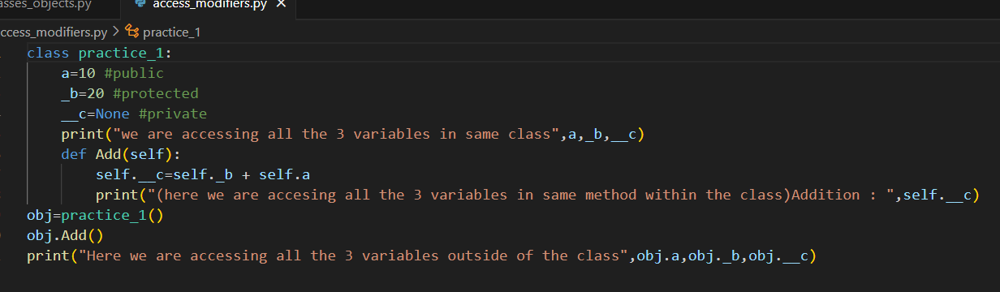 asses_objects.py access_modifiers.py
ccess_modifiers.py > practice_1
class practice_1:
    a=10 #public
    _b=20 #protected
    __c=None #private
    print("we are accessing all the 3 variables in same class",a,_b,__c)
    def Add(self):
        self.__c=self._b + self.a
        print("(here we are accesing all the 3 variables in same method within the class)Addition : ",self.__c)
obj=practice_1()
obj.Add()
print("Here we are accessing all the 3 variables outside of the class",obj.a,obj._b,obj.__c)